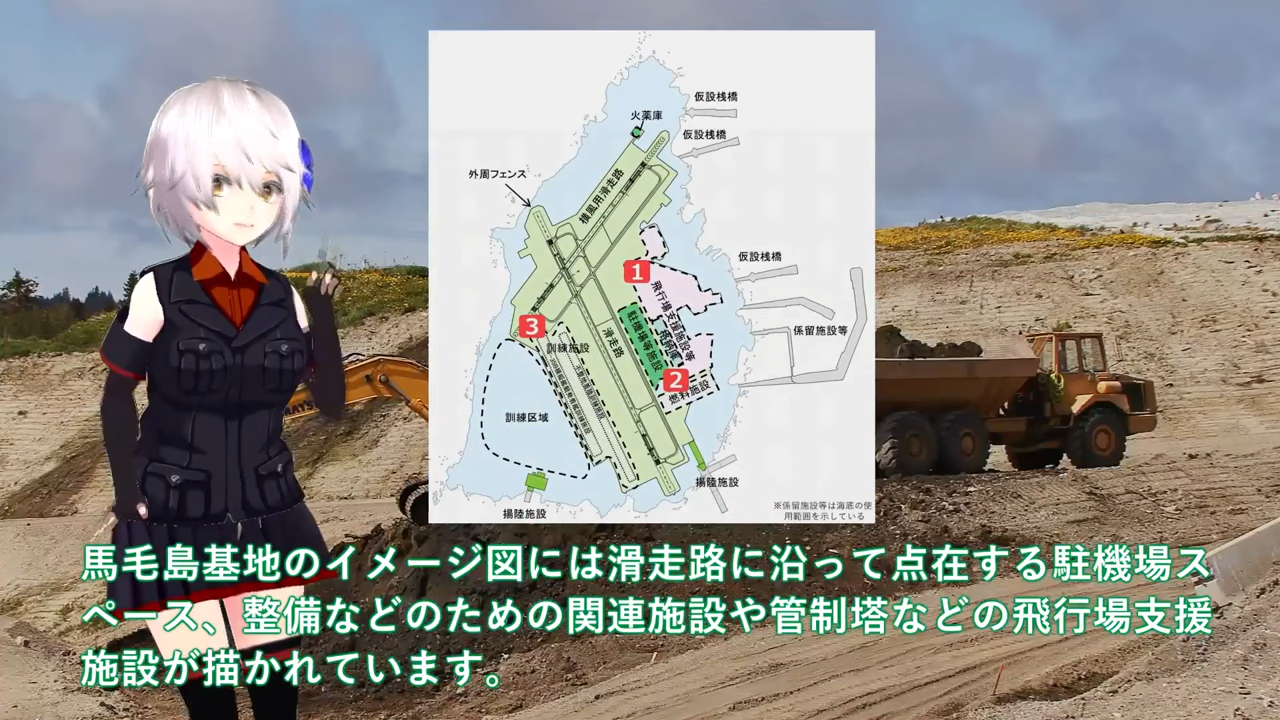 仮設桟橋
火薬庫
仮設桟橋
外周フェンス
横風用滑走路
仮設桟橋
1
飛行場支援施設等
3
駐機場等施設
滑走路
係留施設等
訓練施設
2
訓練区域
揚陸施設
揚陸施設
※係留施設等は海底の使
用範囲を示している
馬毛島基地のイメージ図には滑走路に沿って点在する駐機場ス
ペース、整備などのための関連施設や管制塔などの飛行場支援
施設が描かれています。